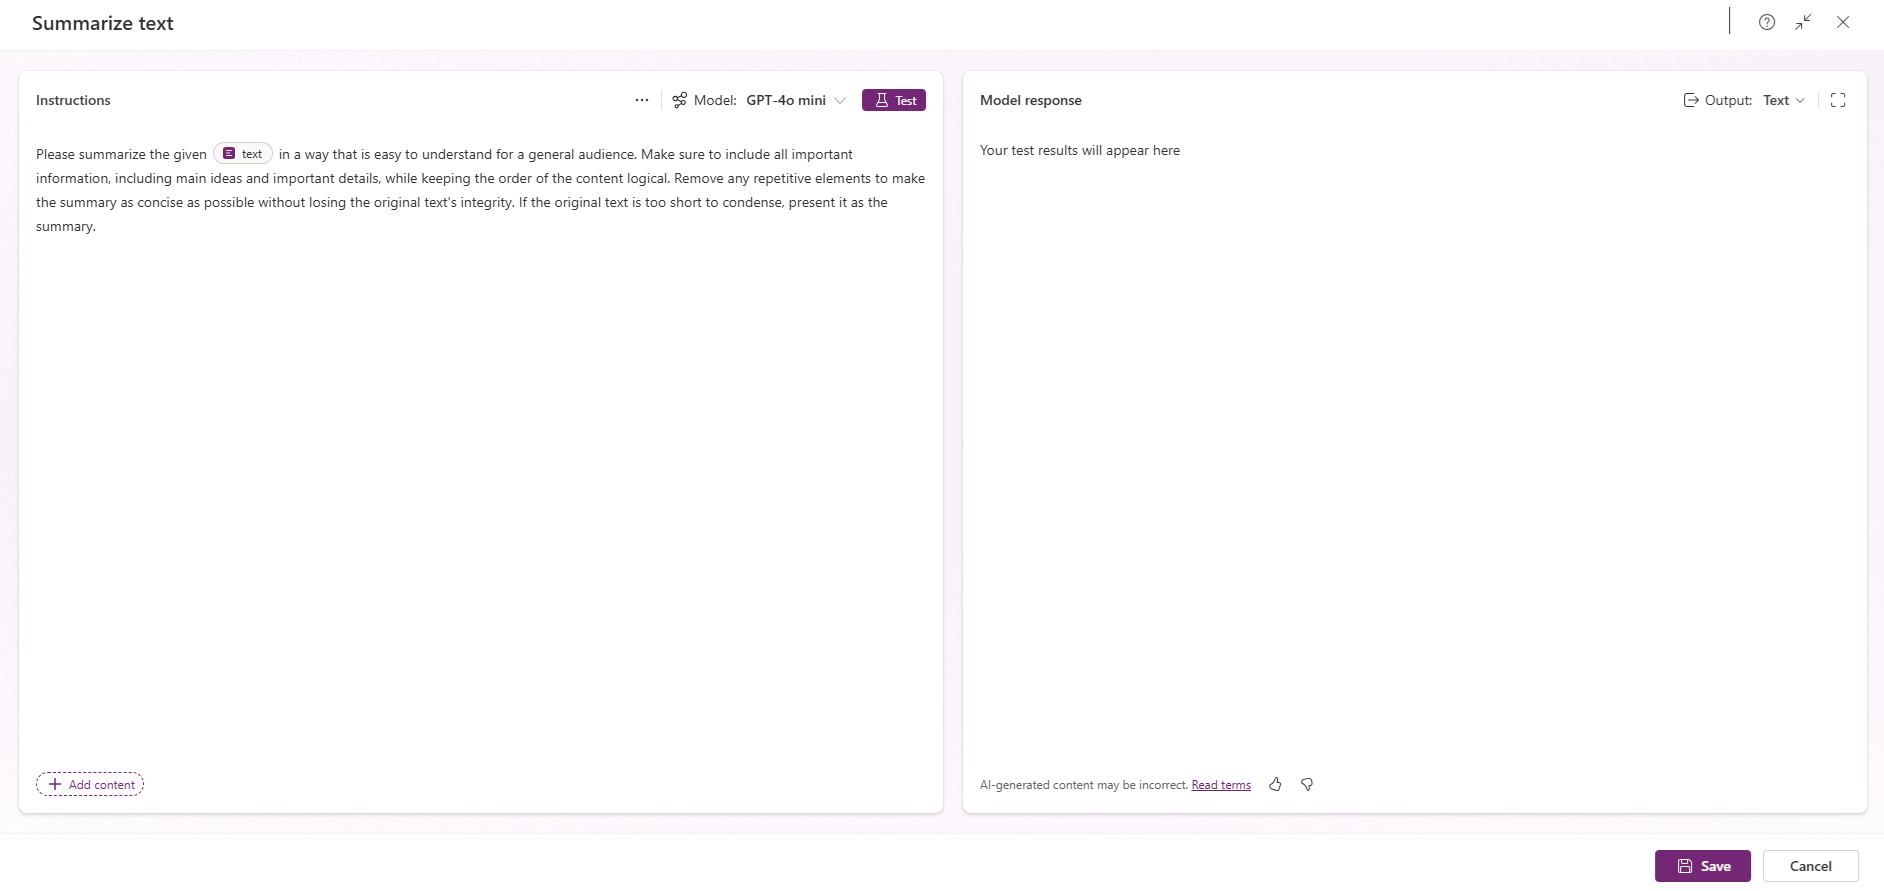 Summarize text
Instructions
Model: GPT-4o mini
Test
Please summarize the given text in a way that is easy to understand for a general audience. Make sure to include all important
information, including main ideas and important details, while keeping the order of the content logical. Remove any repetitive elements to make
the summary as concise as possible without losing the original text's integrity. If the original text is too short to condense, present it as the
summary.
Add content
Model response
Output: Text
Your test results will appear here
AI-generated content may be incorrect. Read terms
Save
Cancel